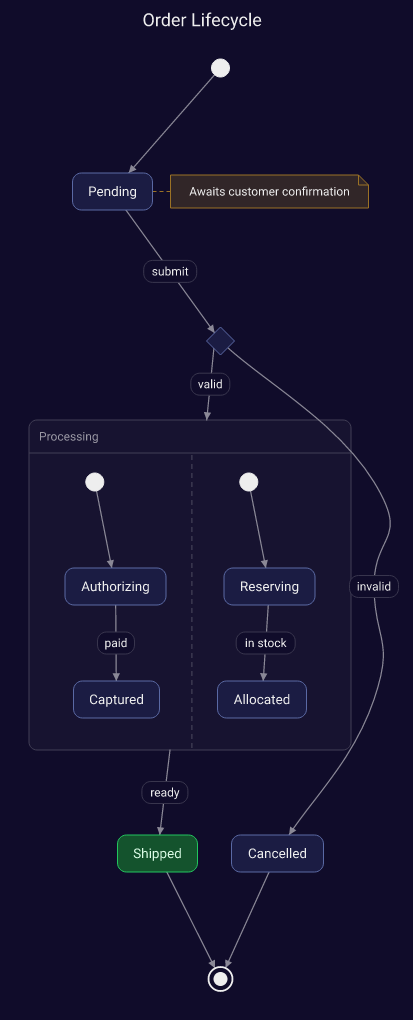 Order Lifecycle
Pending
Awaits customer confirmation
submit
valid
Processing
Authorizing
Reserving
invalid
paid
in stock
Captured
Allocated
ready
Shipped
Cancelled